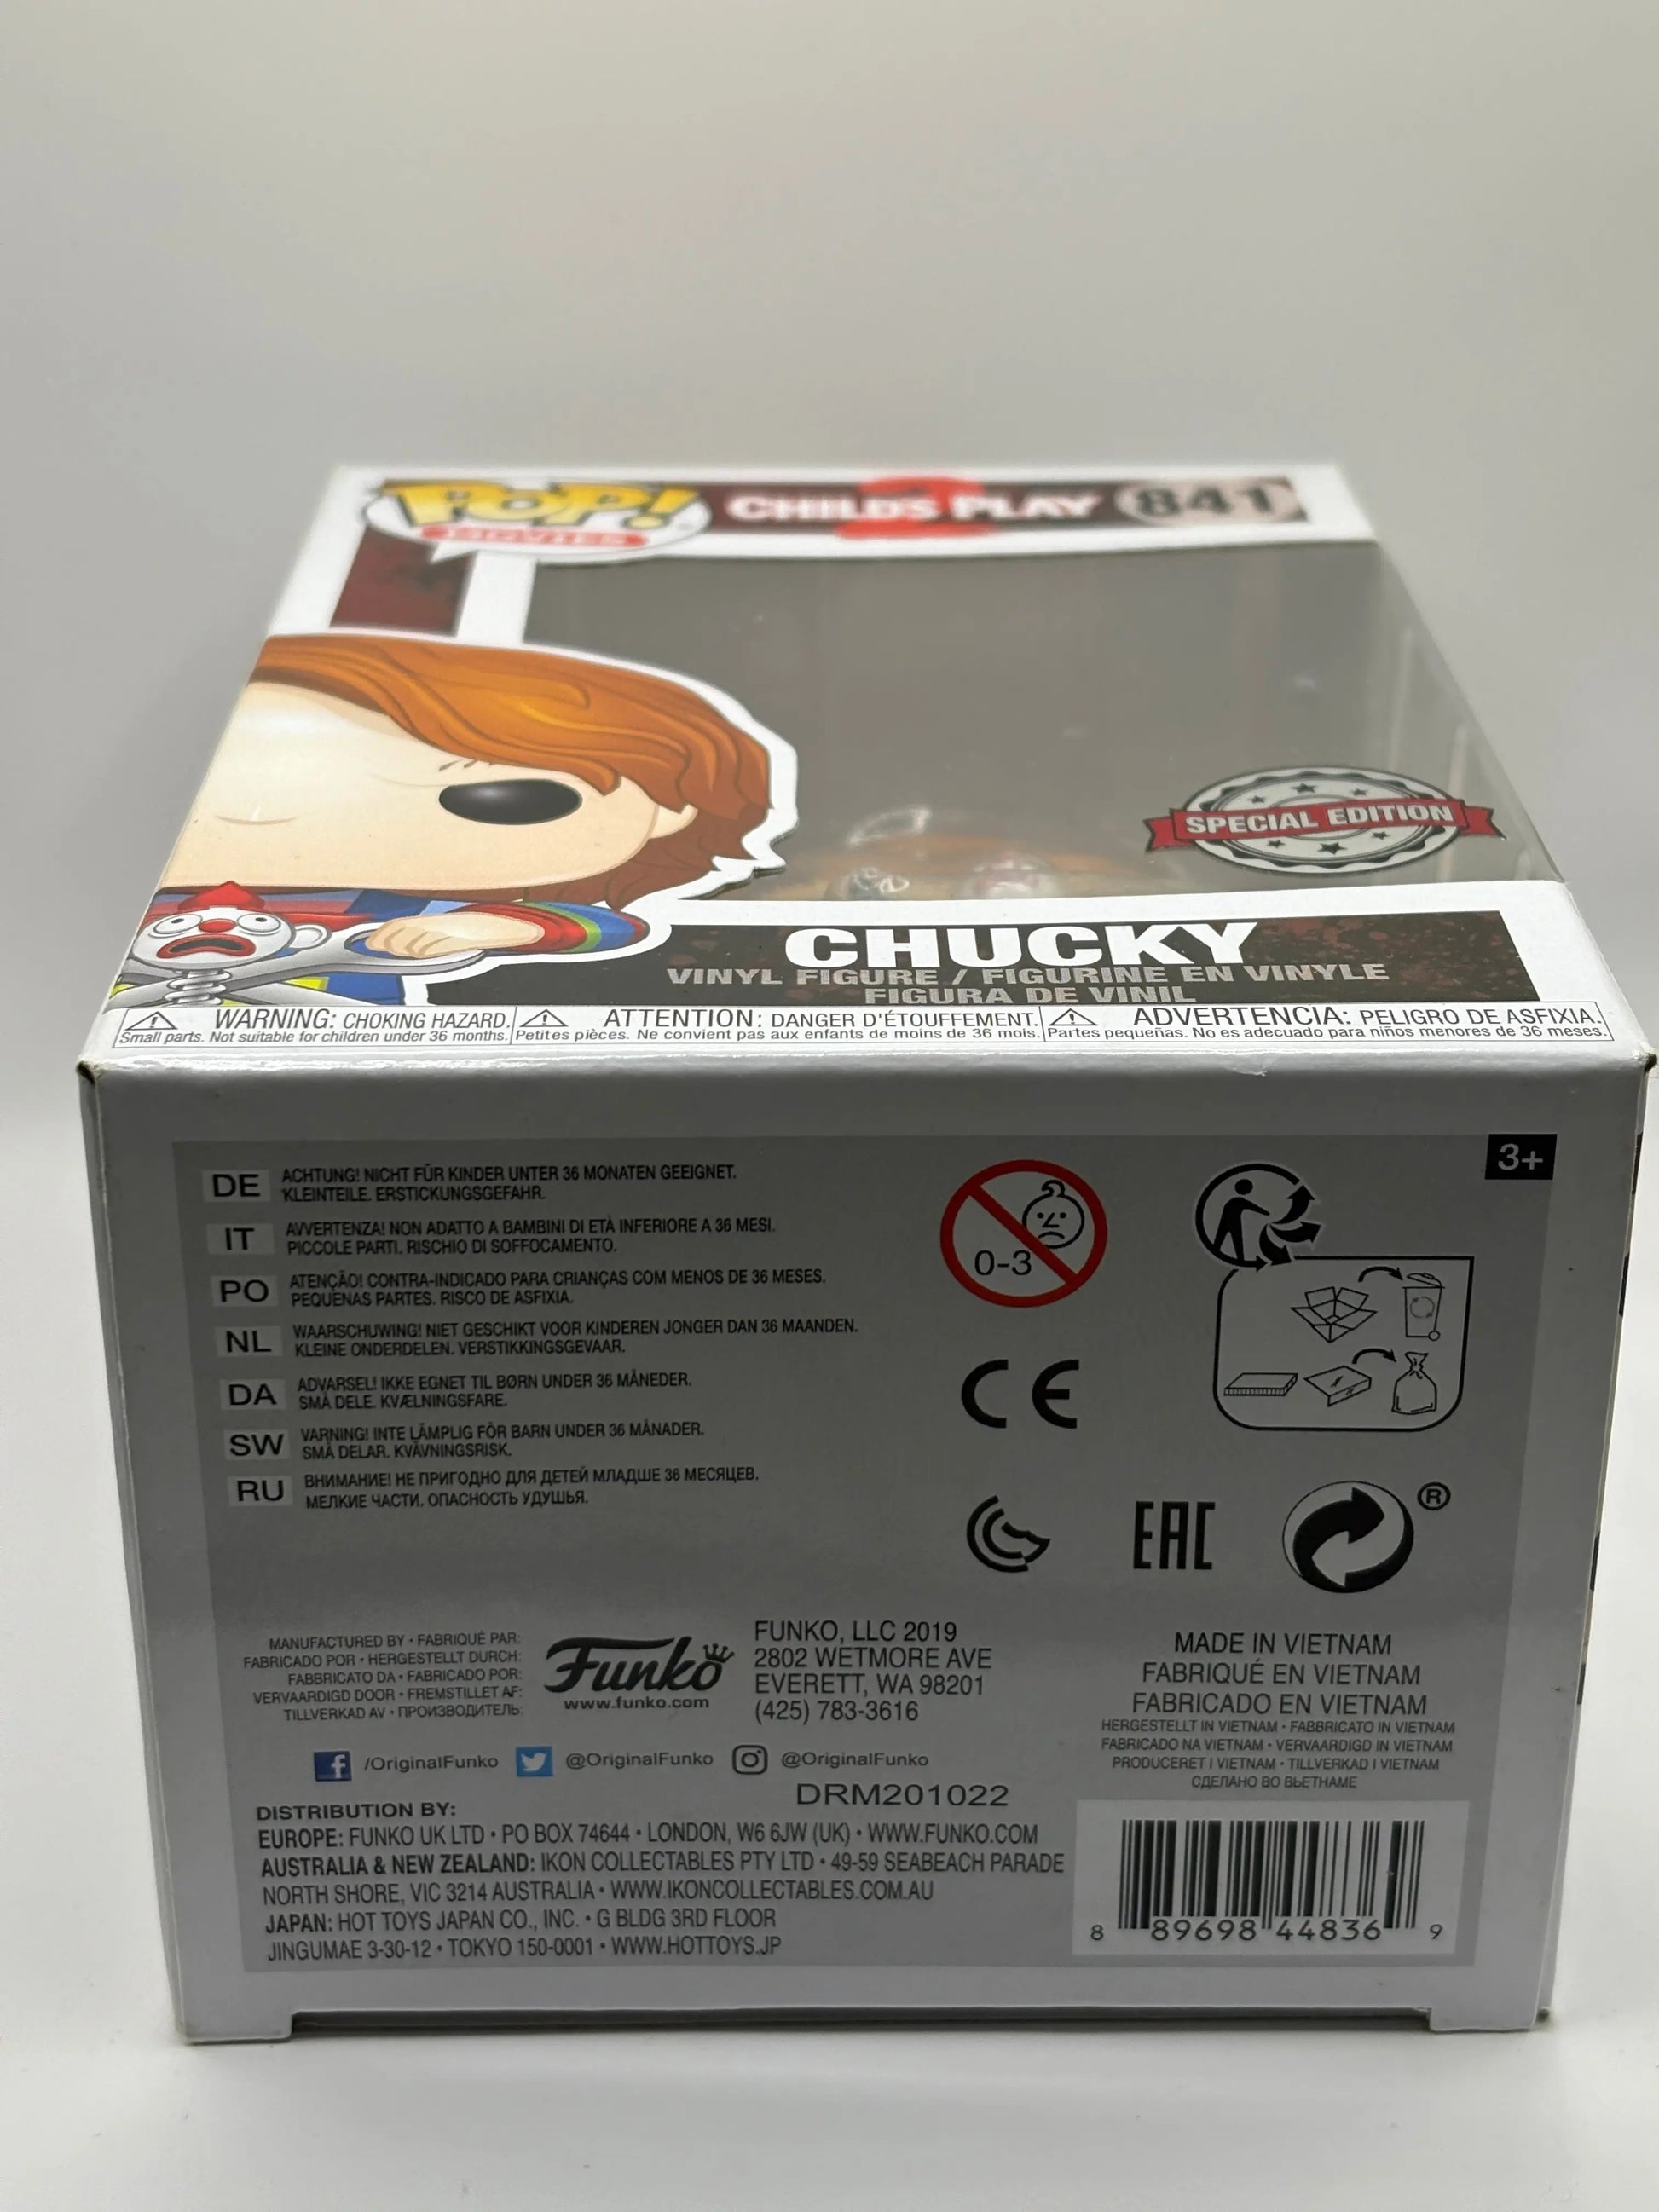 POP!
MOVIES
CHILD'S PLAY 2
841
SPECIAL EDITION
CHUCKY
VINYL FIGURE / FIGURINE EN VINYLE
FIGURA DE VINIL
WARNING: CHOKING HAZARD.
Small parts. Not suitable for children under 36 months.
ATTENTION: DANGER D'ÉTOUFFEMENT.
Petites pièces. Ne convient pas aux enfants de moins de 36 mois.
ADVERTENCIA: PELIGRO DE ASFIXIA.
Partes pequeñas. No es adecuado para niños menores de 36 meses.
3+
DE ACHTUNG! NICHT FÜR KINDER UNTER 36 MONATEN GEEIGNET.
KLEINTEILE. ERSTICKUNGSGEFAHR.
IT AVVERTENZA! NON ADATTO A BAMBINI DI ETÀ INFERIORE A 36 MESI.
PICCOLE PARTI. RISCHIO DI SOFFOCAMENTO.
PO ATENÇÃO! CONTRA-INDICADO PARA CRIANÇAS COM MENOS DE 36 MESES.
PEQUENAS PARTES. RISCO DE ASFIXIA.
NL WAARSCHUWING! NIET GESCHIKT VOOR KINDEREN JONGER DAN 36 MAANDEN.
KLEINE ONDERDELEN. VERSTIKKINGSGEVAAR.
DA ADVARSEL! IKKE EGNET TIL BØRN UNDER 36 MÅNEDER.
SMÅ DELE. KVÆLNINGSFARE.
SW VARNING! INTE LÄMPLIG FÖR BARN UNDER 36 MÅNADER.
SMÅ DELAR. KVÄVNINGSRISK.
RU ВНИМАНИЕ! НЕ ПРИГОДНО ДЛЯ ДЕТЕЙ МЛАДШЕ 36 МЕСЯЦЕВ.
МЕЛКИЕ ЧАСТИ. ОПАСНОСТЬ УДУШЬЯ.
0-3
CE
EAC
®
MANUFACTURED BY • FABRIQUÉ PAR:
FABRICADO POR • HERGESTELLT DURCH:
FABBRICATO DA • FABRICADO POR:
VERVAARDIGD DOOR • FREMSTILLET AF:
TILLVERKAD AV • ПРОИЗВОДИТЕЛЬ:
Funko
www.funko.com
FUNKO, LLC 2019
2802 WETMORE AVE
EVERETT, WA 98201
(425) 783-3616
MADE IN VIETNAM
FABRIQUÉ EN VIETNAM
FABRICADO EN VIETNAM
HERGESTELLT IN VIETNAM • FABBRICATO IN VIETNAM
FABRICADO NA VIETNAM • VERVAARDIGD IN VIETNAM
PRODUCERET I VIETNAM • TILLVERKAD I VIETNAM
СДЕЛАНО ВО ВЬЕТНАМЕ
/OriginalFunko @OriginalFunko @OriginalFunko
DRM201022
DISTRIBUTION BY:
EUROPE: FUNKO UK LTD • PO BOX 74644 • LONDON, W6 6JW (UK) • WWW.FUNKO.COM
AUSTRALIA & NEW ZEALAND: IKON COLLECTABLES PTY LTD • 49-59 SEABEACH PARADE
NORTH SHORE, VIC 3214 AUSTRALIA • WWW.IKONCOLLECTABLES.COM.AU
JAPAN: HOT TOYS JAPAN CO., INC. • G BLDG 3RD FLOOR
JINGUMAE 3-30-12 • TOKYO 150-0001 • WWW.HOTTOYS.JP
8 89698 44836 9